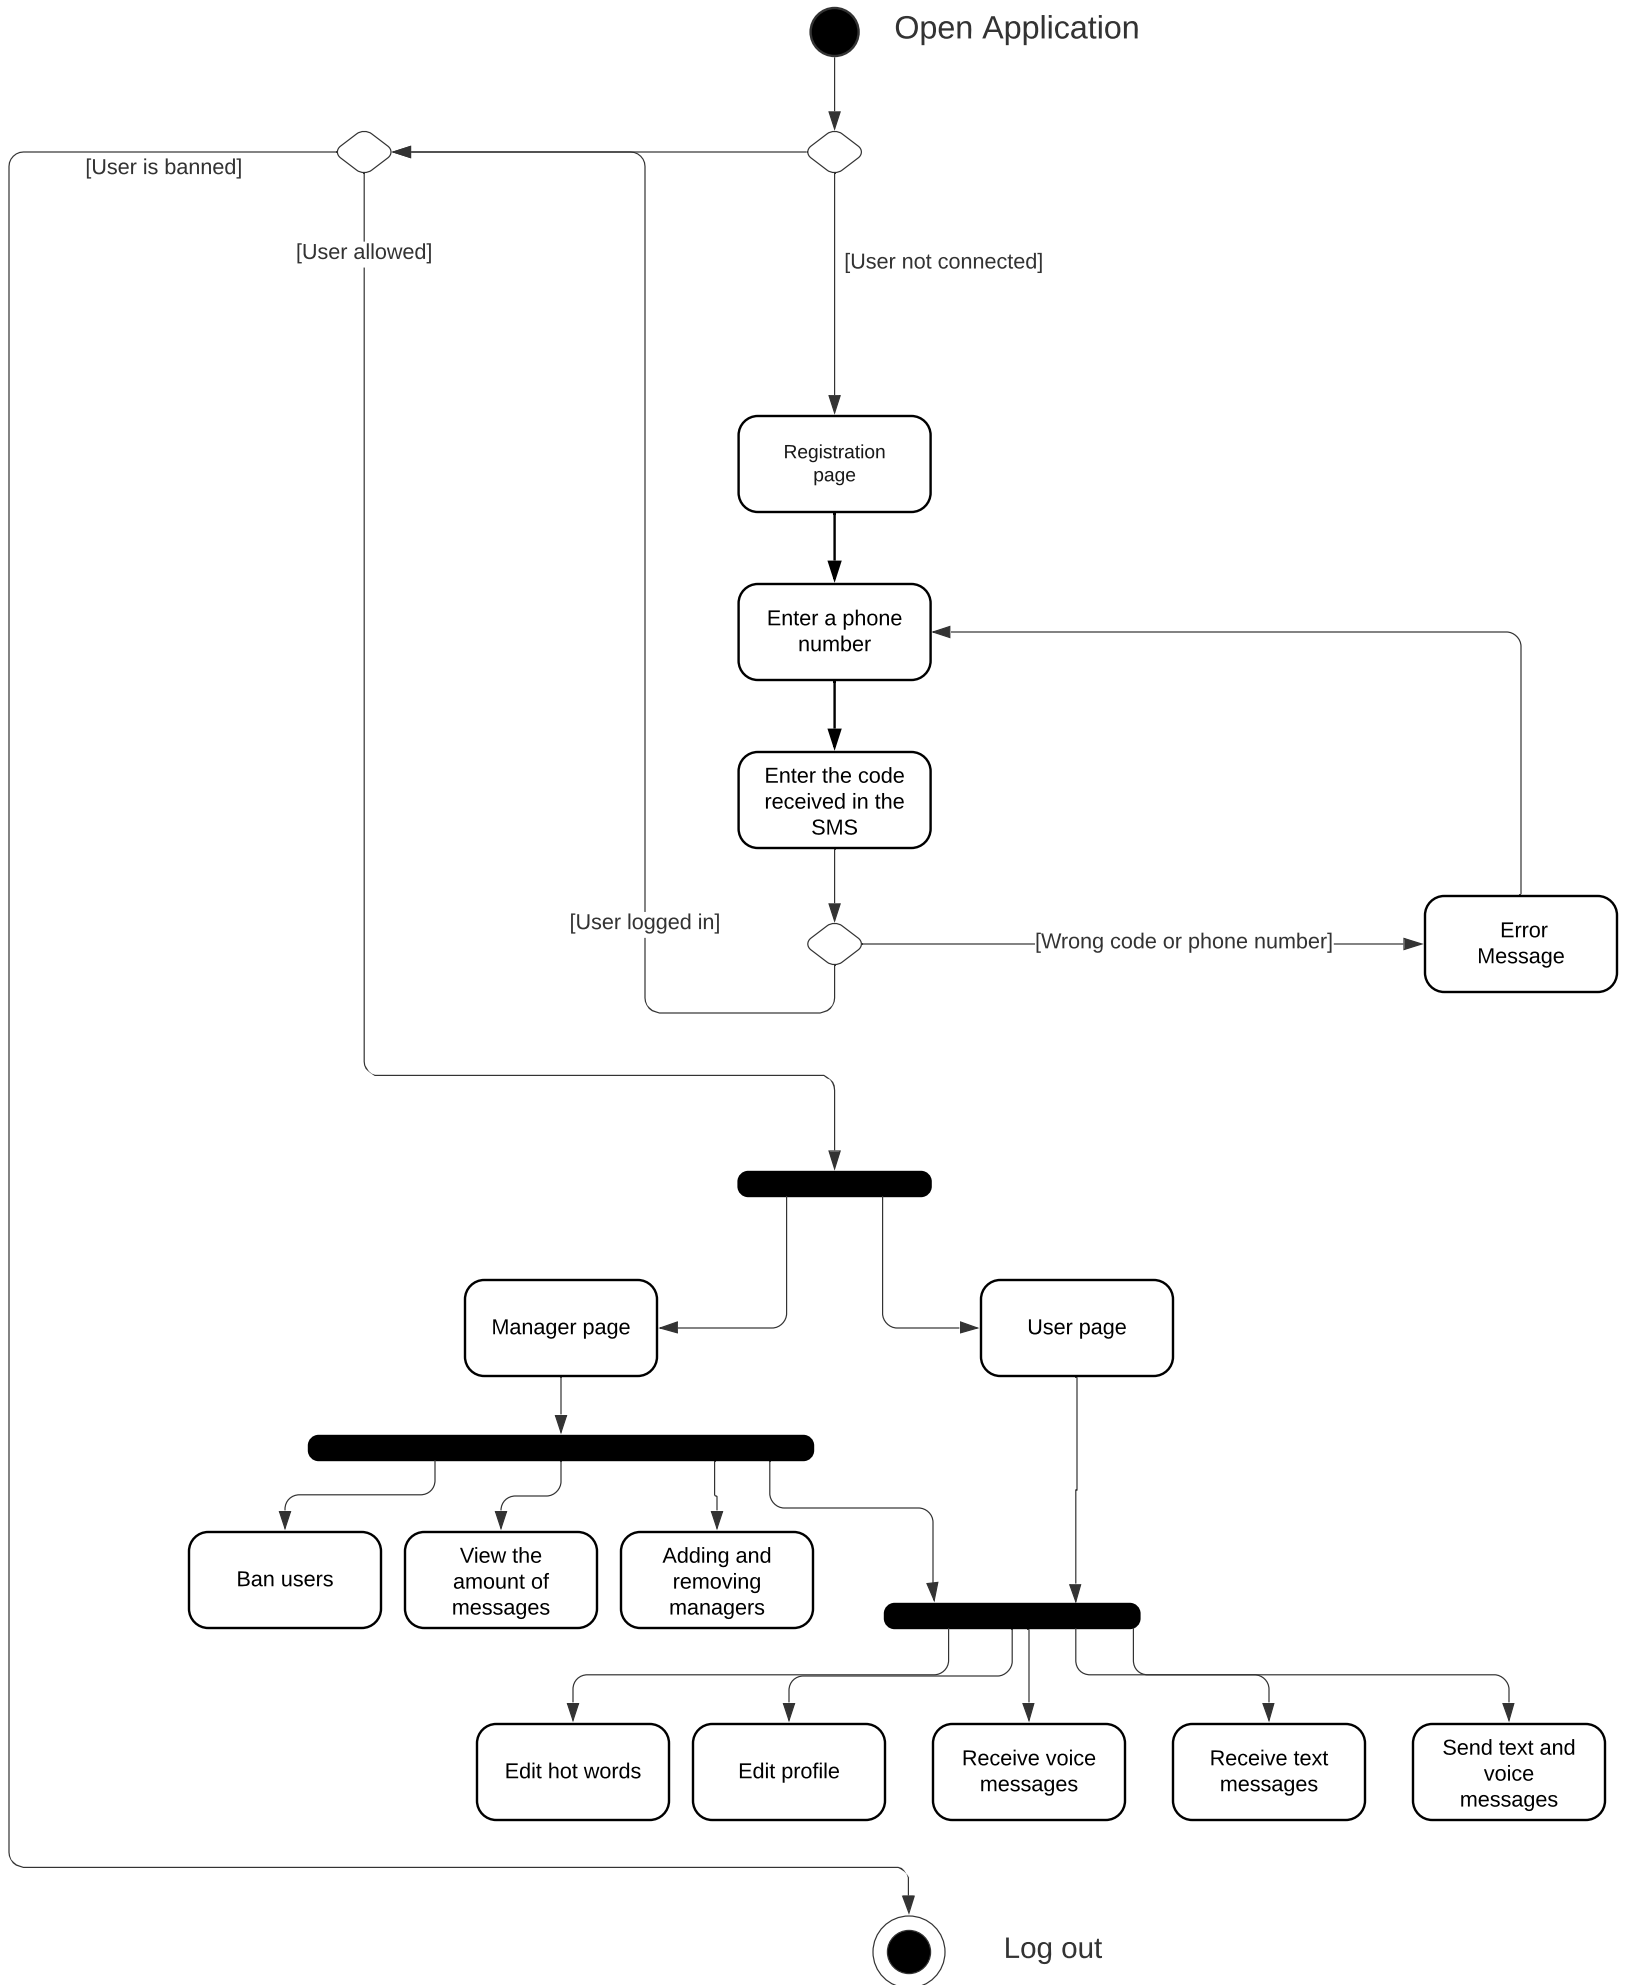 Open Application
[User is banned]
[User allowed]
[User not connected]
Registration
page
Enter a phone
number
Enter the code
received in the
SMS
[User logged in]
[Wrong code or phone number]
Error
Message
Manager page
User page
Ban users
View the
amount of
messages
Adding and
removing
managers
Edit hot words
Edit profile
Receive voice
messages
Receive text
messages
Send text and
voice
messages
Log out